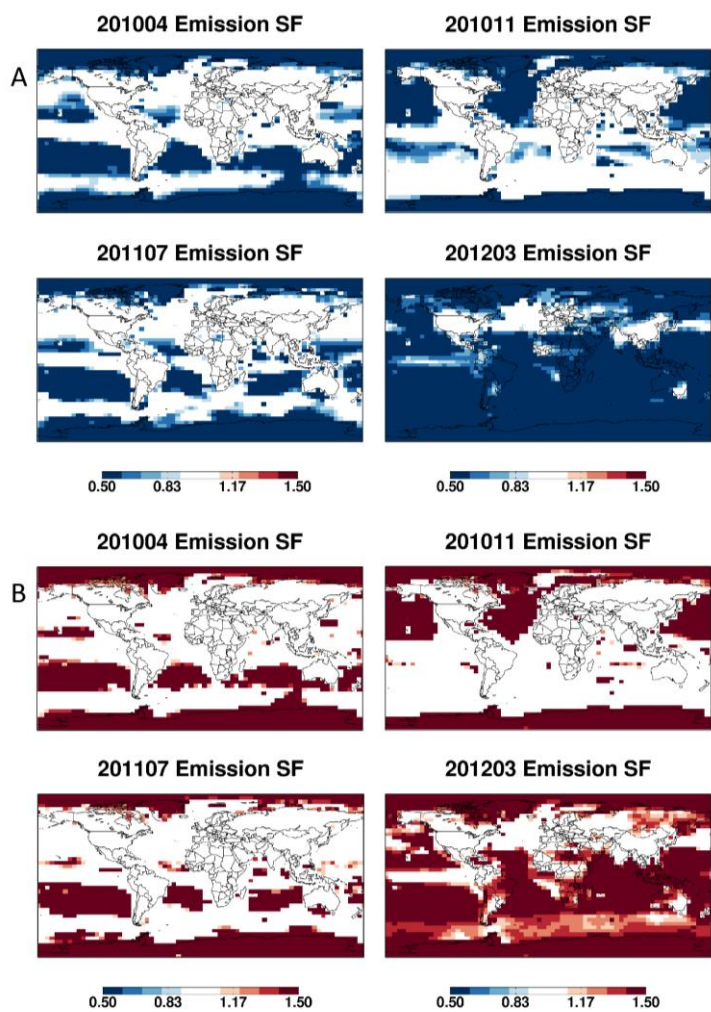 201004 Emission SF 201011 Emission SF
A
201107 Emission SF 201203 Emission SF
0.50 0.83 1.17 1.50 0.50 0.83 1.17 1.50
201004 Emission SF 201011 Emission SF
B
201107 Emission SF 201203 Emission SF
0.50 0.83 1.17 1.50 0.50 0.83 1.17 1.50